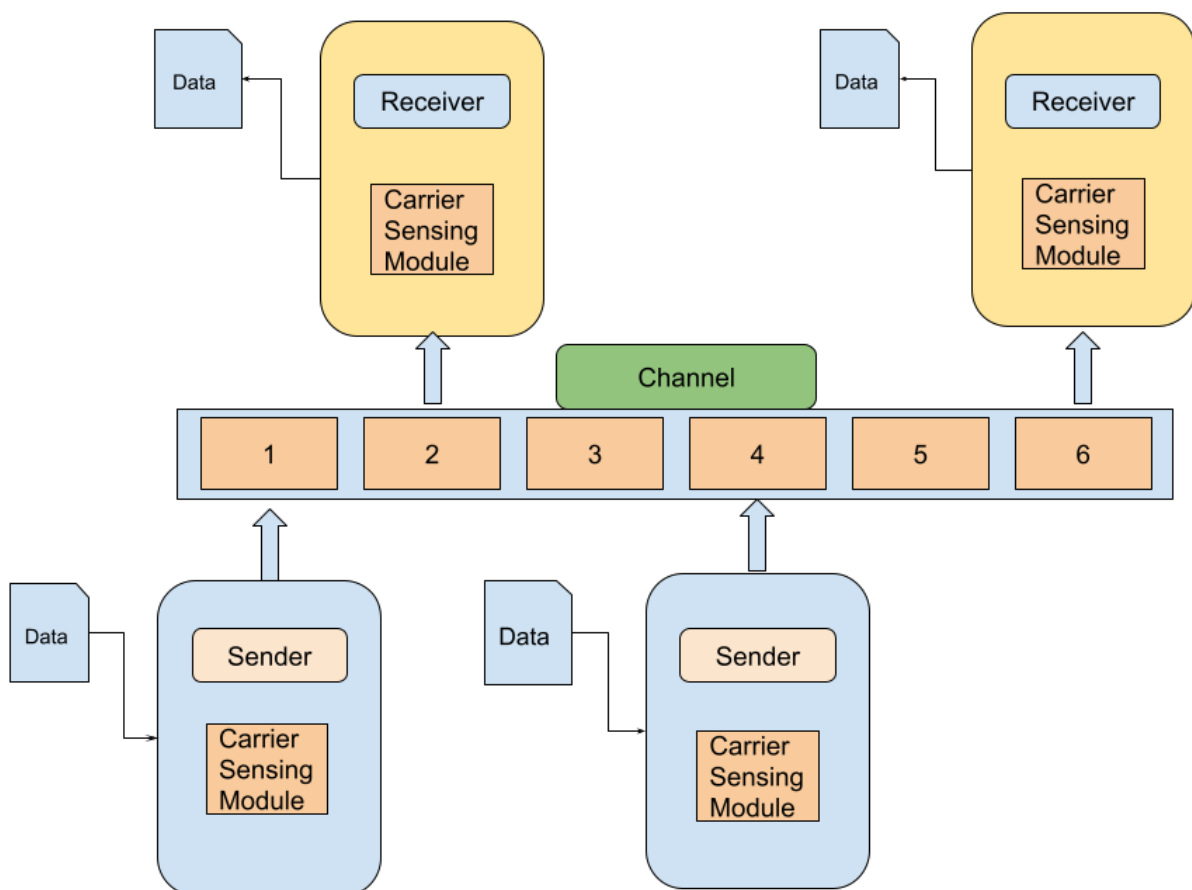 Data
Receiver
Carrier
Sensing
Module
Data
Receiver
Carrier
Sensing
Module
Channel
1
2
3
4
5
6
Data
Sender
Carrier
Sensing
Module
Data
Sender
Carrier
Sensing
Module